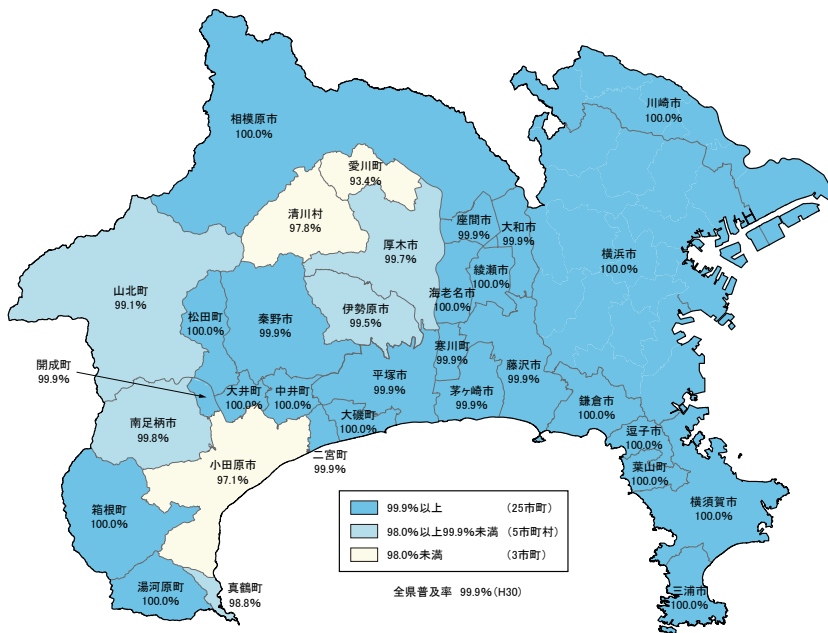 川崎市
100.0%
相模原市
100.0%
愛川町
93.4%
清川村
97.8%
座間市
99.9%
大和市
99.9%
厚木市
99.7%
横浜市
100.0%
綾瀬市
100.0%
山北町
99.1%
海老名市
100.0%
伊勢原市
99.5%
松田町
100.0%
秦野市
99.9%
寒川町
99.9%
藤沢市
99.9%
開成町
99.9%
平塚市
99.9%
大井町
100.0%
中井町
100.0%
茅ヶ崎市
99.9%
鎌倉市
100.0%
南足柄市
99.8%
大磯町
100.0%
逗子市
100.0%
二宮町
99.9%
小田原市
97.1%
葉山町
100.0%
箱根町
100.0%
横須賀市
100.0%
99.9%以上 (25市町)
98.0%以上99.9%未満 (5市町村)
98.0%未満 (3市町)
湯河原町
100.0%
真鶴町
98.8%
全県普及率 99.9%(H30)
三浦市
100.0%